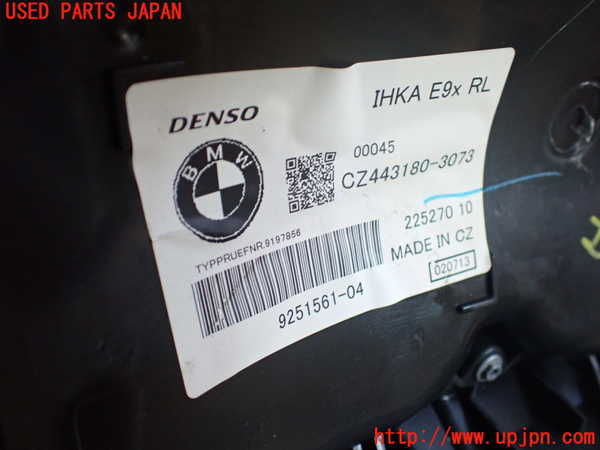 USED PARTS JAPAN
DENSO
IHKA E9x RL
BMW
00045
CZ443180-3073
225270 10
MADE IN CZ
020713
TYPPRUEFNR.9197856
9251561-04
http://www.upjpn.com/